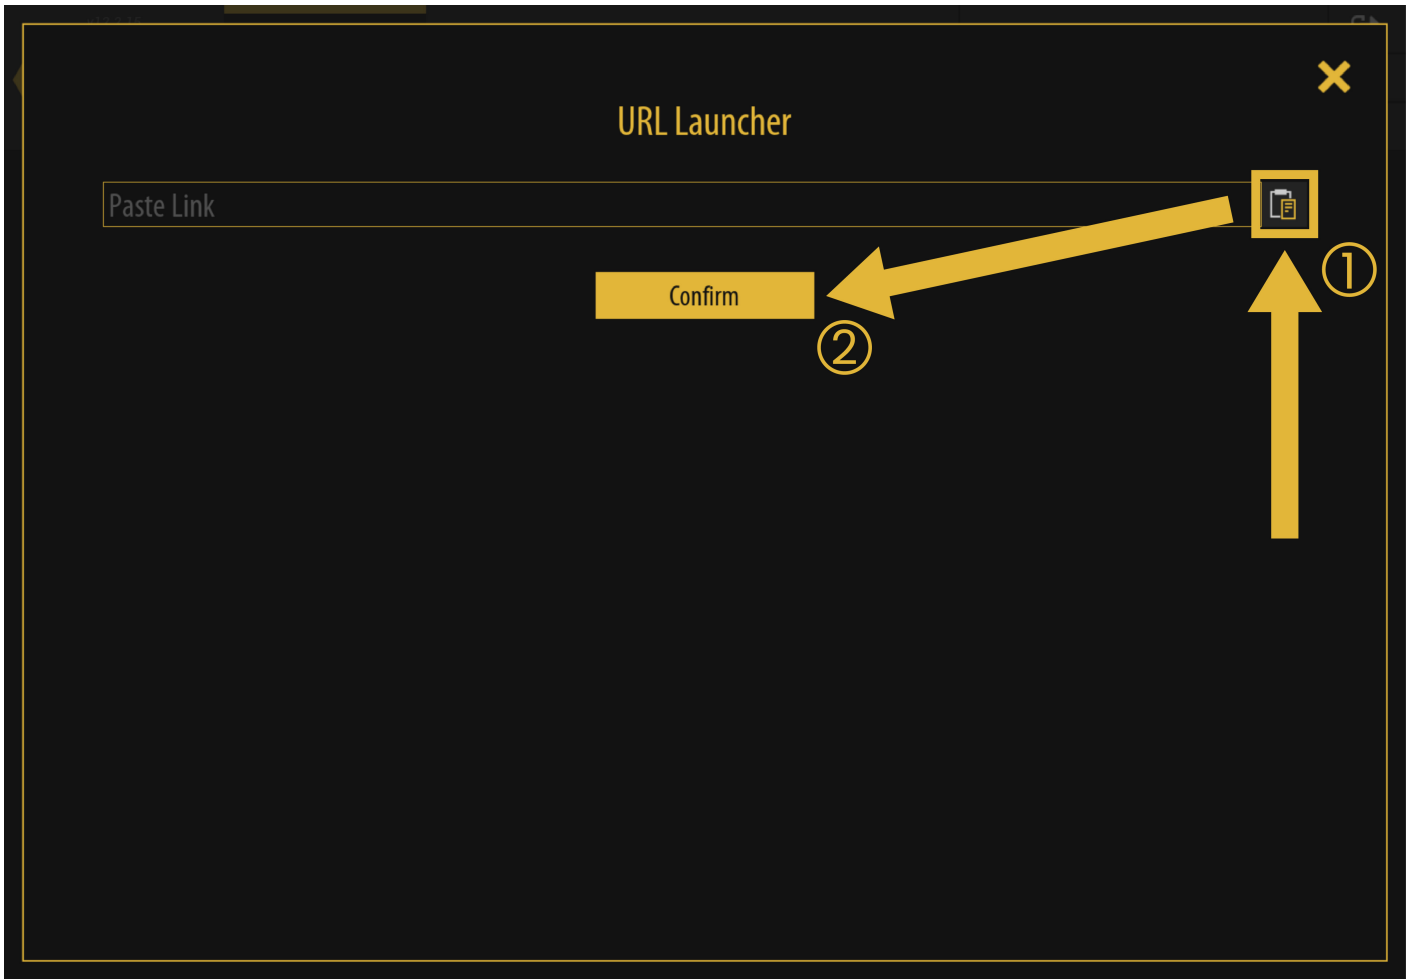 URL Launcher
Paste Link
①
Confirm
②